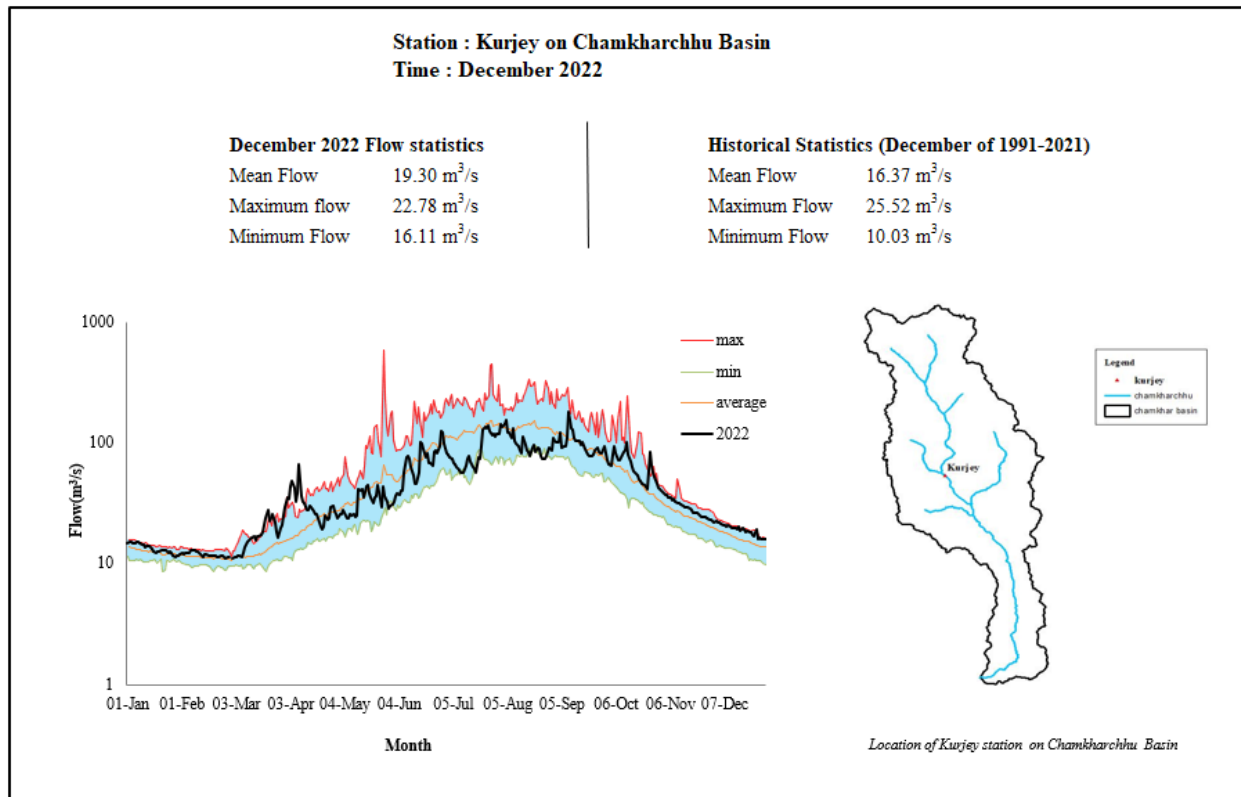 Station : Kurjey on Chamkharchhu Basin
Time : December 2022
December 2022 Flow statistics
Mean Flow 19.30 m³/s
Maximum flow 22.78 m³/s
Minimum Flow 16.11 m³/s
Historical Statistics (December of 1991-2021)
Mean Flow 16.37 m³/s
Maximum Flow 25.52 m³/s
Minimum Flow 10.03 m³/s
1000
100
10
1
Flow(m³/s)
max
min
average
2022
01-Jan 01-Feb 03-Mar 03-Apr 04-May 04-Jun 05-Jul 05-Aug 05-Sep 06-Oct 06-Nov 07-Dec
Month
Kurjey
Legend
kurjey
chamkharchhu
chamkhar basin
Location of Kurjey station on Chamkharchhu Basin